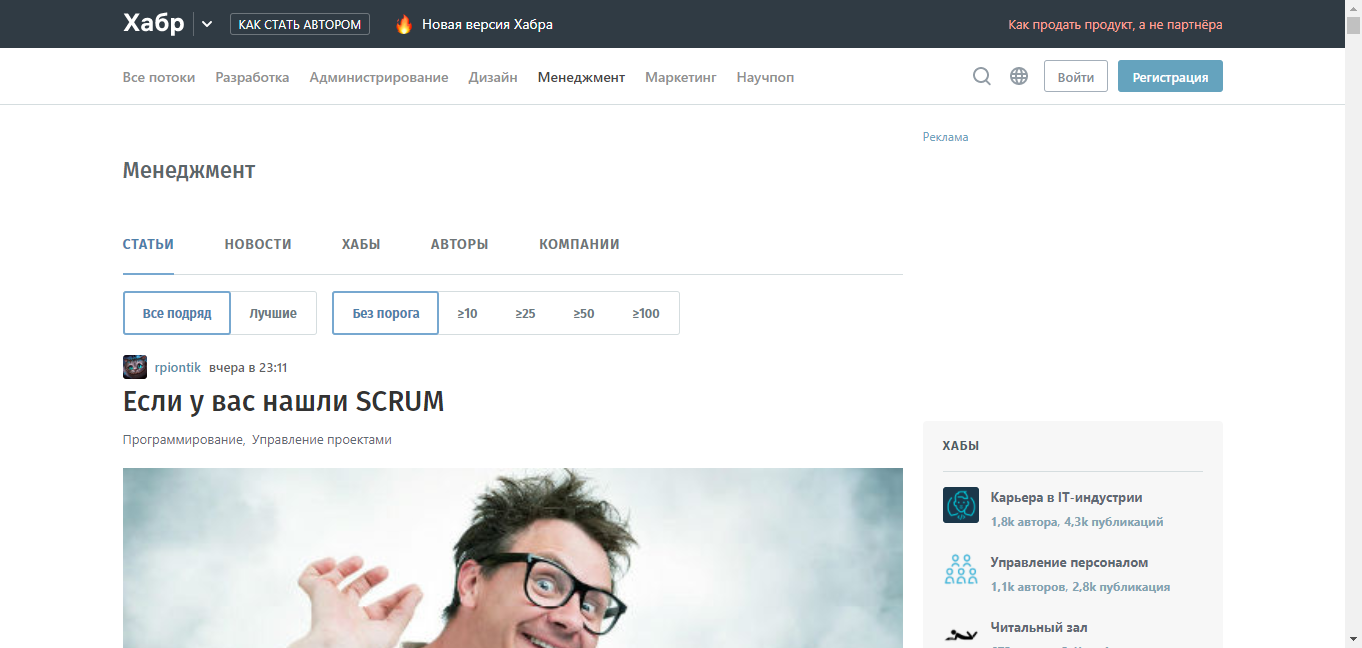 Хабр
КАК СТАТЬ АВТОРОМ
Новая версия Хабра
Как продать продукт, а не партнёра
Все потоки Разработка Администрирование Дизайн Менеджмент Маркетинг Научпоп
Войти
Регистрация
Реклама
Менеджмент
СТАТЬИ НОВОСТИ ХАБЫ АВТОРЫ КОМПАНИИ
Все подряд Лучшие Без порога ≥10 ≥25 ≥50 ≥100
rpiontik вчера в 23:11
Если у вас нашли SCRUM
Программирование, Управление проектами
ХАБЫ
Карьера в IT-индустрии
1,8k автора, 4,3k публикаций
Управление персоналом
1,1k авторов, 2,8k публикация
Читальный зал